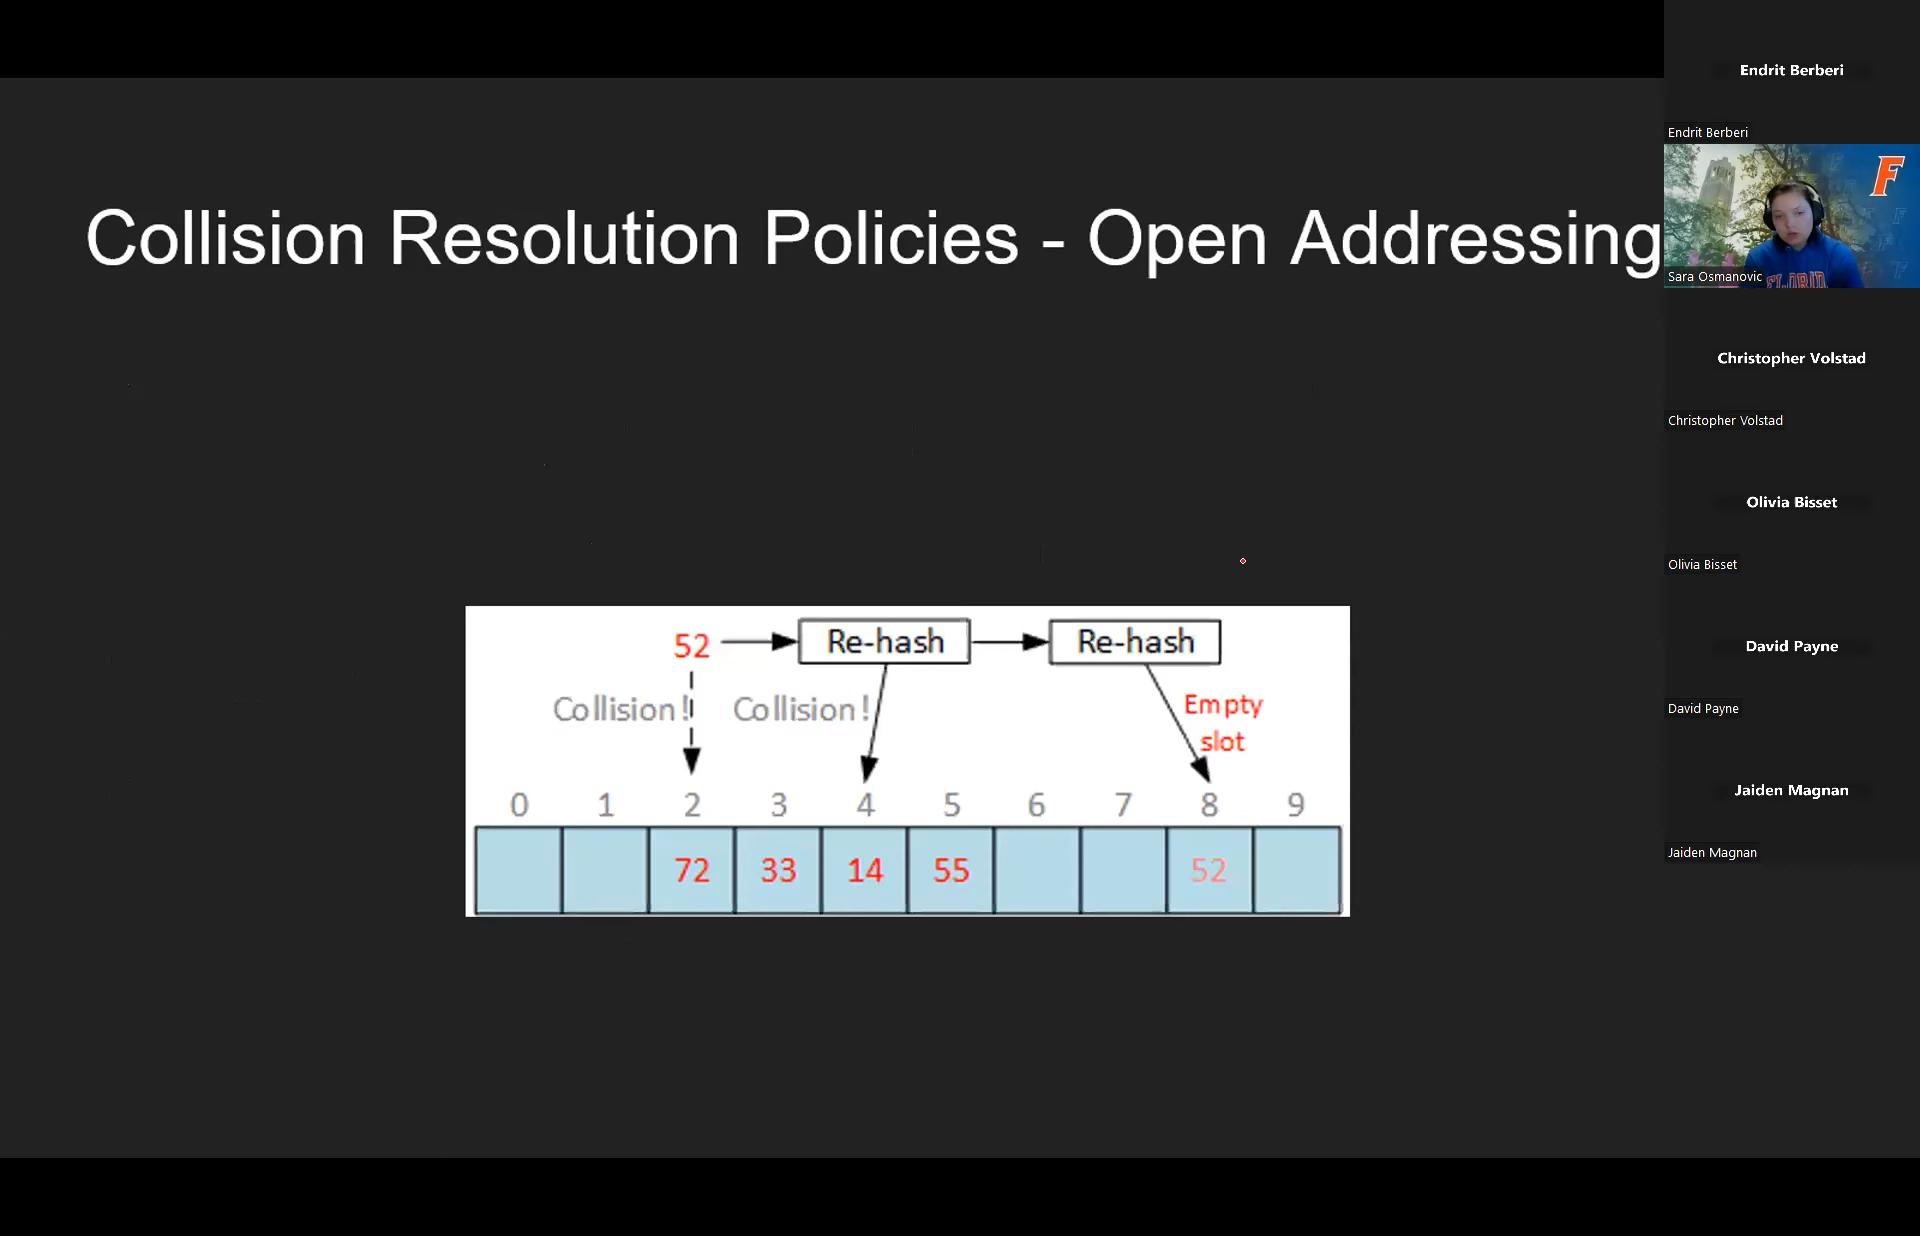 Collision Resolution Policies - Open Addressing
52
Re-hash
Re-hash
Collision!
Collision!
Empty
slot
0 1 2 3 4 5 6 7 8 9
72 33 14 55 52
Endrit Berberi
Endrit Berberi
F
FLORID
Sara Osmanovic
Christopher Volstad
Christopher Volstad
Olivia Bisset
Olivia Bisset
David Payne
David Payne
Jaiden Magnan
Jaiden Magnan